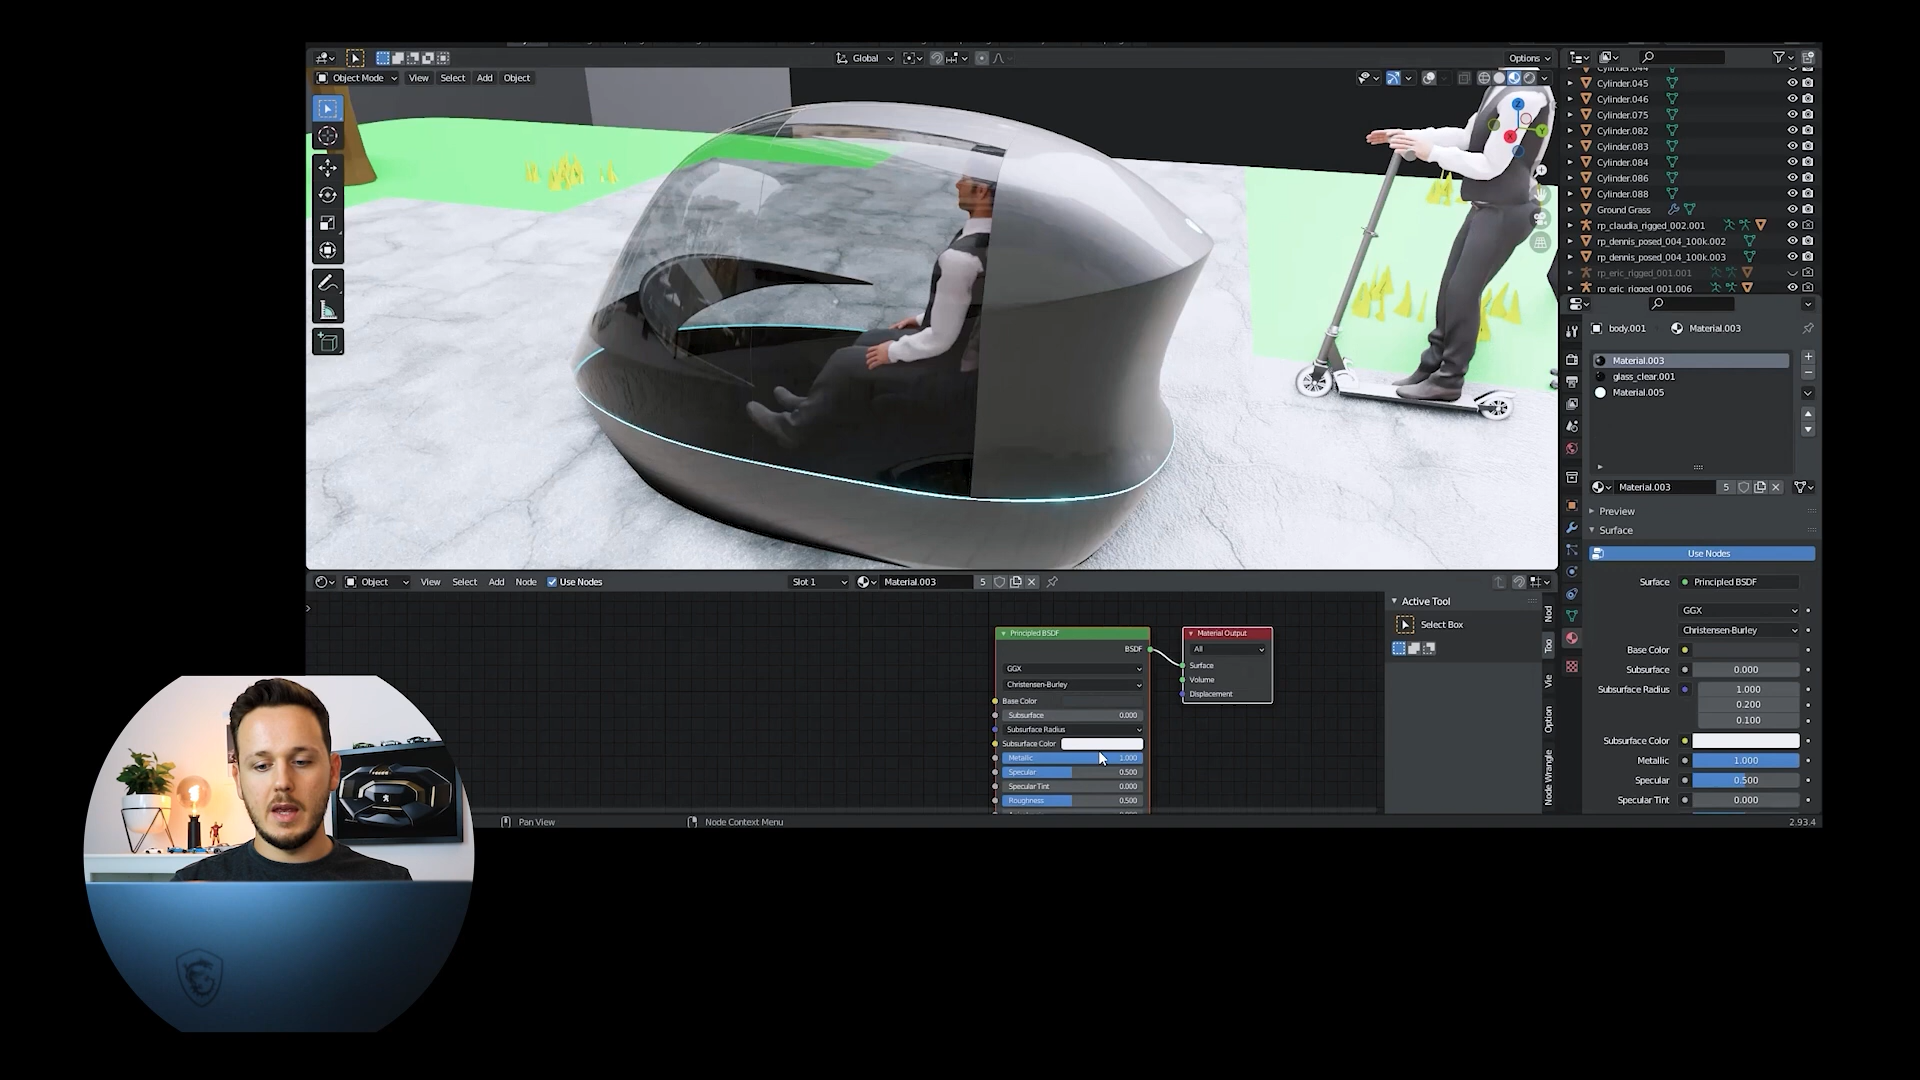 Global
Options
Object Mode
View
Select
Add
Object
Cylinder.044
Cylinder.045
Cylinder.046
Cylinder.075
Cylinder.082
Cylinder.083
Cylinder.084
Cylinder.086
Cylinder.088
Ground Grass
rp_claudia_rigged_002.001
rp_dennis_posed_004_100k.002
rp_dennis_posed_004_100k.003
rp_eric_rigged_001.001
rp_eric_rigged_001.006
Z
Y
X
body.001
Material.003
Material.003
glass_clear.001
Material.005
Material.003
5
Preview
Surface
Use Nodes
Surface
Principled BSDF
GGX
Christensen-Burley
Base Color
Subsurface
0.000
Subsurface Radius
1.000
0.200
0.100
Subsurface Color
Metallic
1.000
Specular
0.500
Specular Tint
0.000
Object
View
Select
Add
Node
Use Nodes
Slot 1
Material.003
5
Principled BSDF
BSDF
GGX
Christensen-Burley
Base Color
Subsurface
0.000
Subsurface Radius
Subsurface Color
Metallic
1.000
Specular
0.500
Specular Tint
0.000
Roughness
0.500
Material Output
All
Surface
Volume
Displacement
Active Tool
Select Box
Nod
Too
Vie
Option
Node Wrangle
Pan View
Node Context Menu
2.93.4